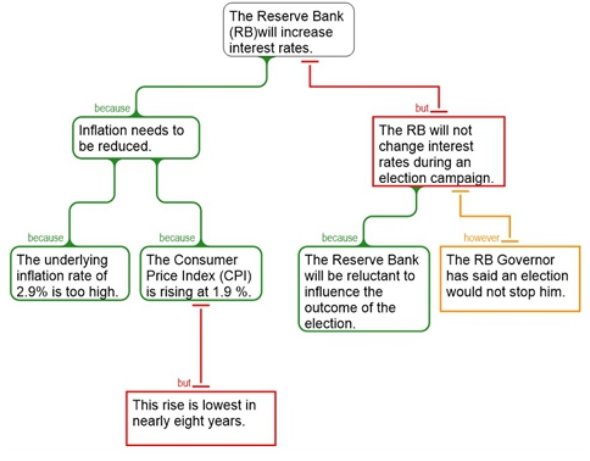 The Reserve Bank
(RB)will increase
interest rates.
because
but
Inflation needs to
be reduced.
The RB will not
change interest
rates during an
election campaign.
because
because
because
however
The underlying
inflation rate of
2.9% is too high.
The Consumer
Price Index (CPI)
is rising at 1.9 %.
The Reserve Bank
will be reluctant to
influence the
outcome of the
election.
The RB Governor
has said an election
would not stop him.
but
This rise is lowest in
nearly eight years.